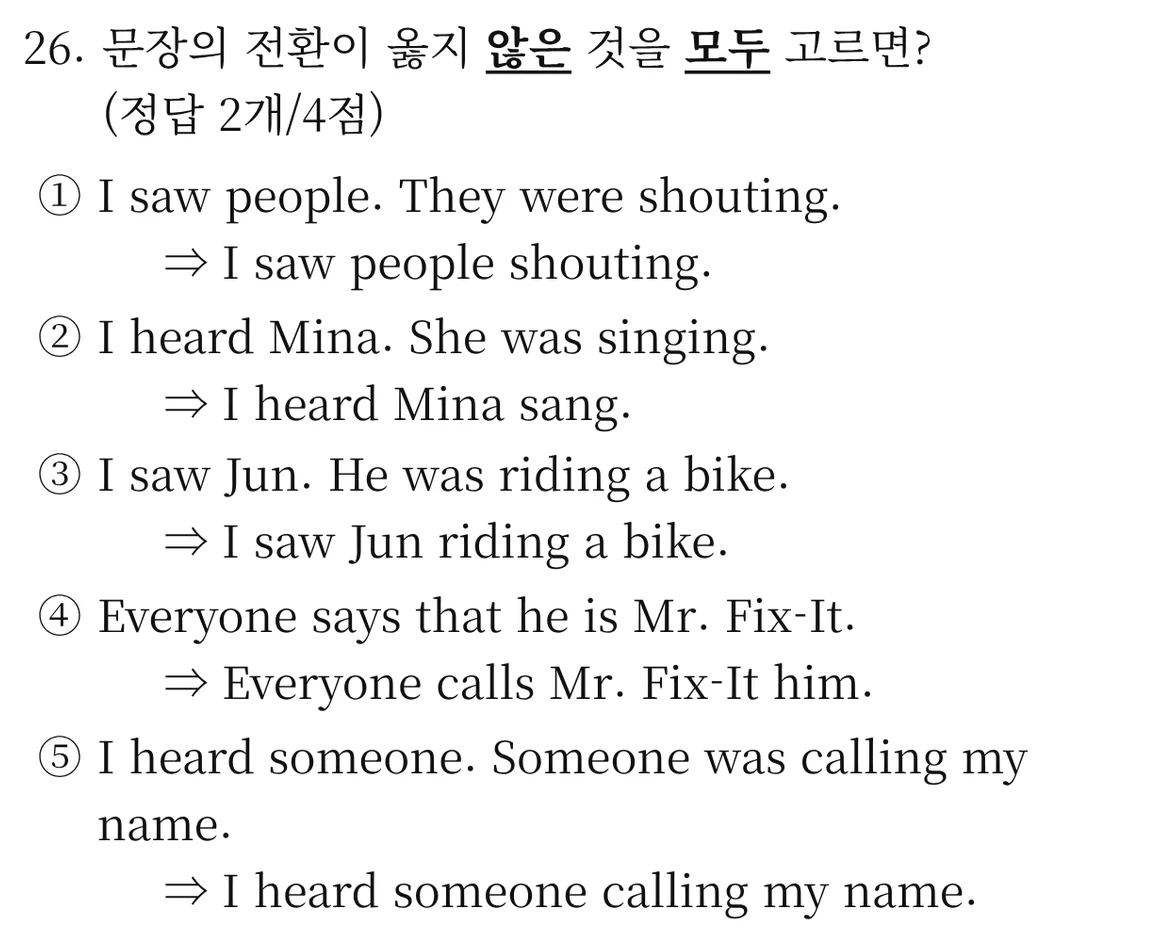 26. 문장의 전환이 옳지 않은 것을 모두 고르면?
(정답 2개/4점)
① I saw people. They were shouting.
⇒ I saw people shouting.
② I heard Mina. She was singing.
⇒ I heard Mina sang.
③ I saw Jun. He was riding a bike.
⇒ I saw Jun riding a bike.
④ Everyone says that he is Mr. Fix-It.
⇒ Everyone calls Mr. Fix-It him.
⑤ I heard someone. Someone was calling my
name.
⇒ I heard someone calling my name.